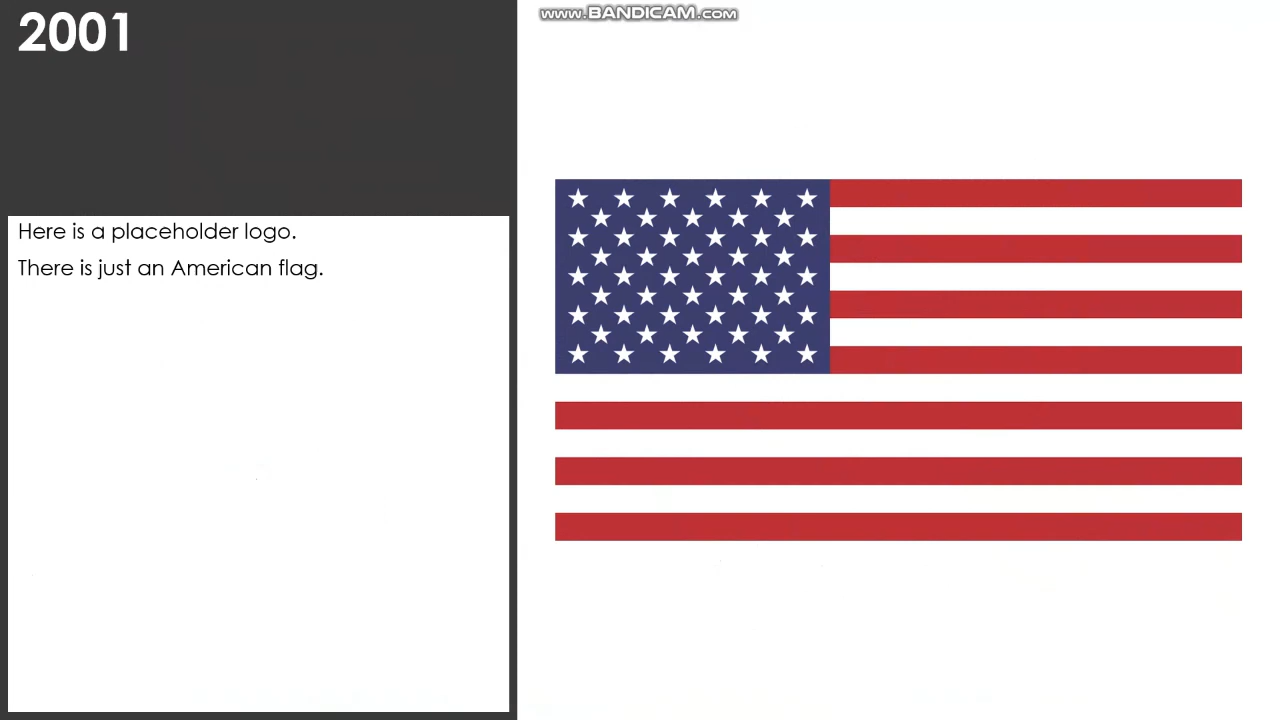 2001
www.BANDICAM.com
Here is a placeholder logo.
There is just an American flag.